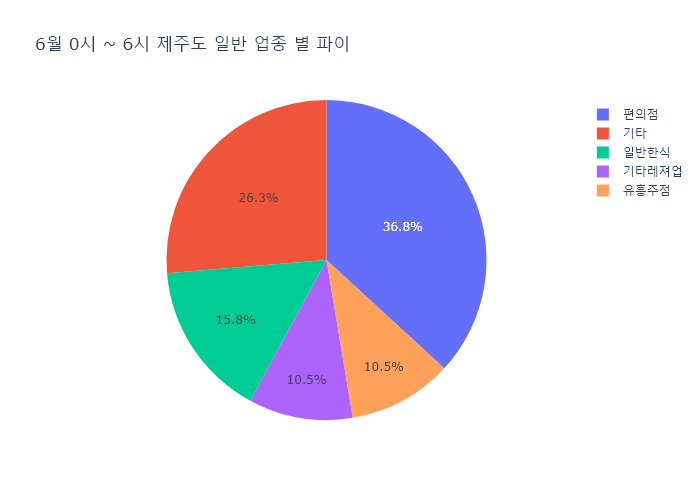 6월 0시 ~ 6시 제주도 일반 업종 별 파이
편의점
기타
일반한식
기타레져업
유흥주점
26.3%
36.8%
15.8%
10.5%
10.5%